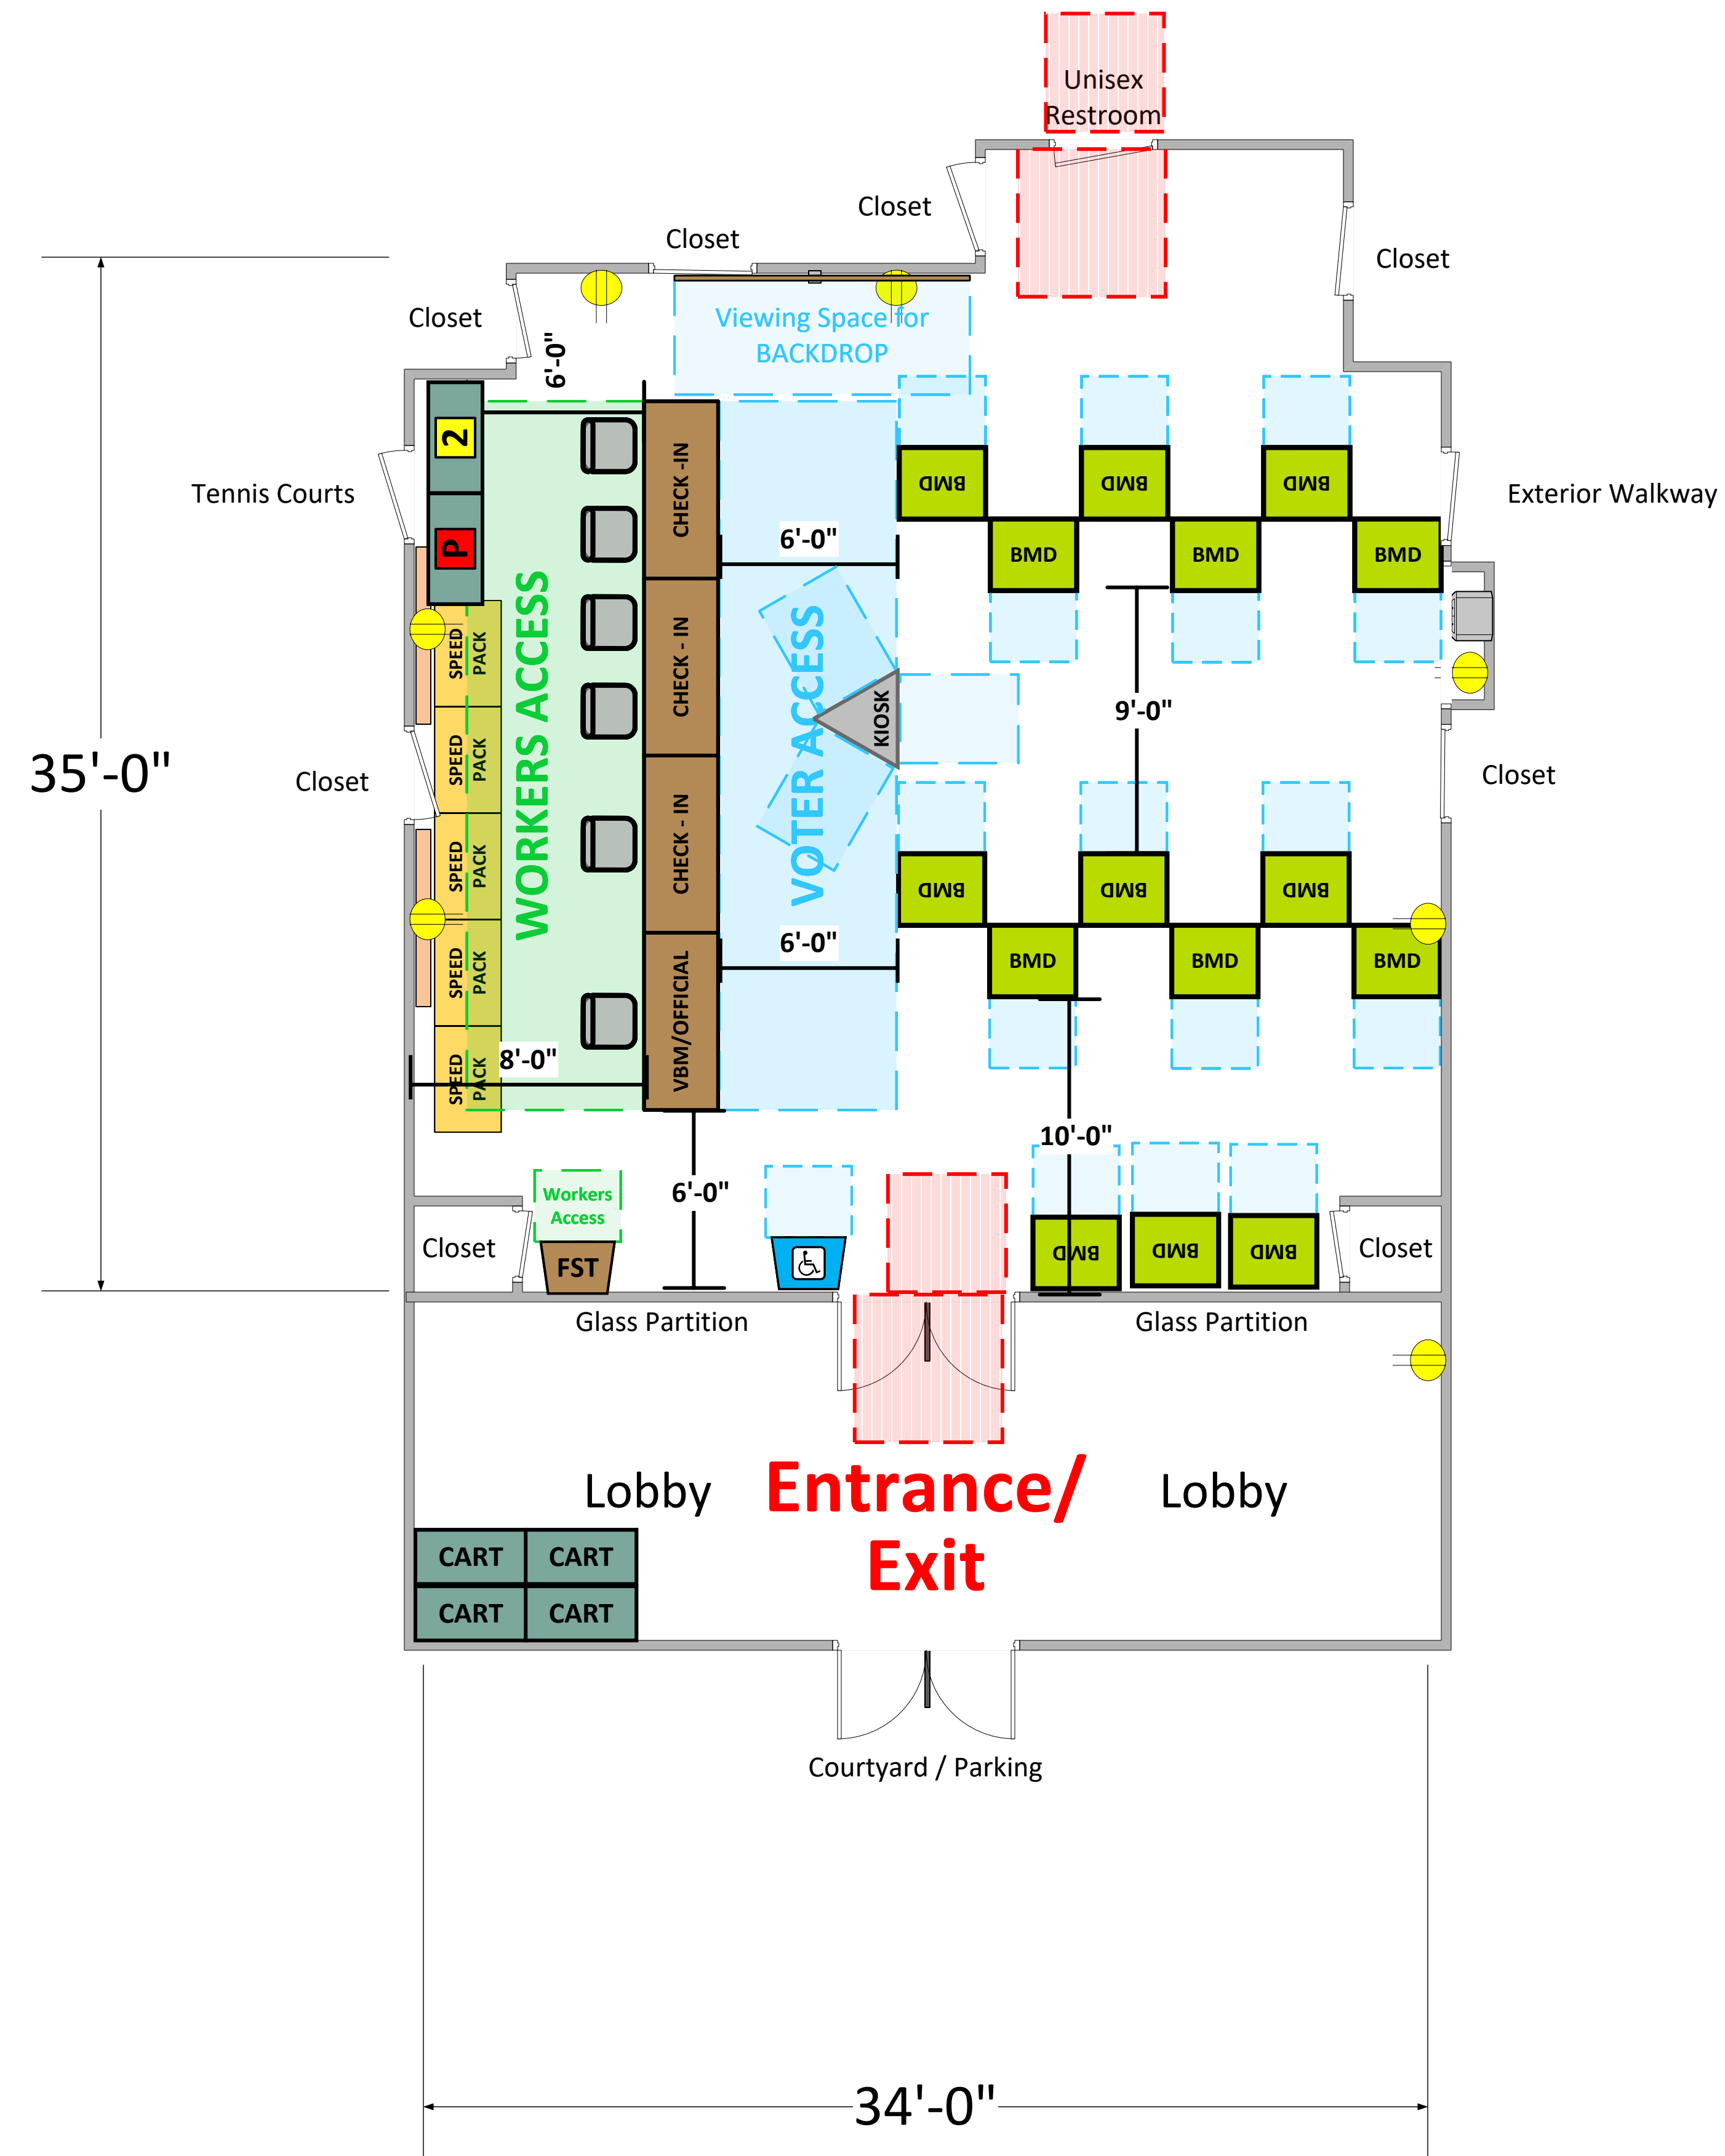 Unisex
Restroom
Closet
Closet
Closet
Closet
Viewing Space for
BACKDROP
6'-0"
2
P
Tennis Courts
Exterior Walkway
CHECK -IN
CHECK - IN
CHECK - IN
VBM/OFFICIAL
WORKERS ACCESS
VOTER ACCESS
6'-0"
BMD
BMD
BMD
BMD
BMD
BMD
SPEED
PACK
SPEED
PACK
SPEED
PACK
SPEED
PACK
SPEED
PACK
KIOSK
9'-0"
35'-0"
Closet
Closet
BMD
BMD
BMD
6'-0"
BMD
BMD
BMD
8'-0"
10'-0"
6'-0"
Workers
Access
FST
Closet
BMD
BMD
BMD
Closet
Glass Partition
Glass Partition
Lobby
Entrance/
Exit
Lobby
CART
CART
CART
CART
Courtyard / Parking
34'-0"